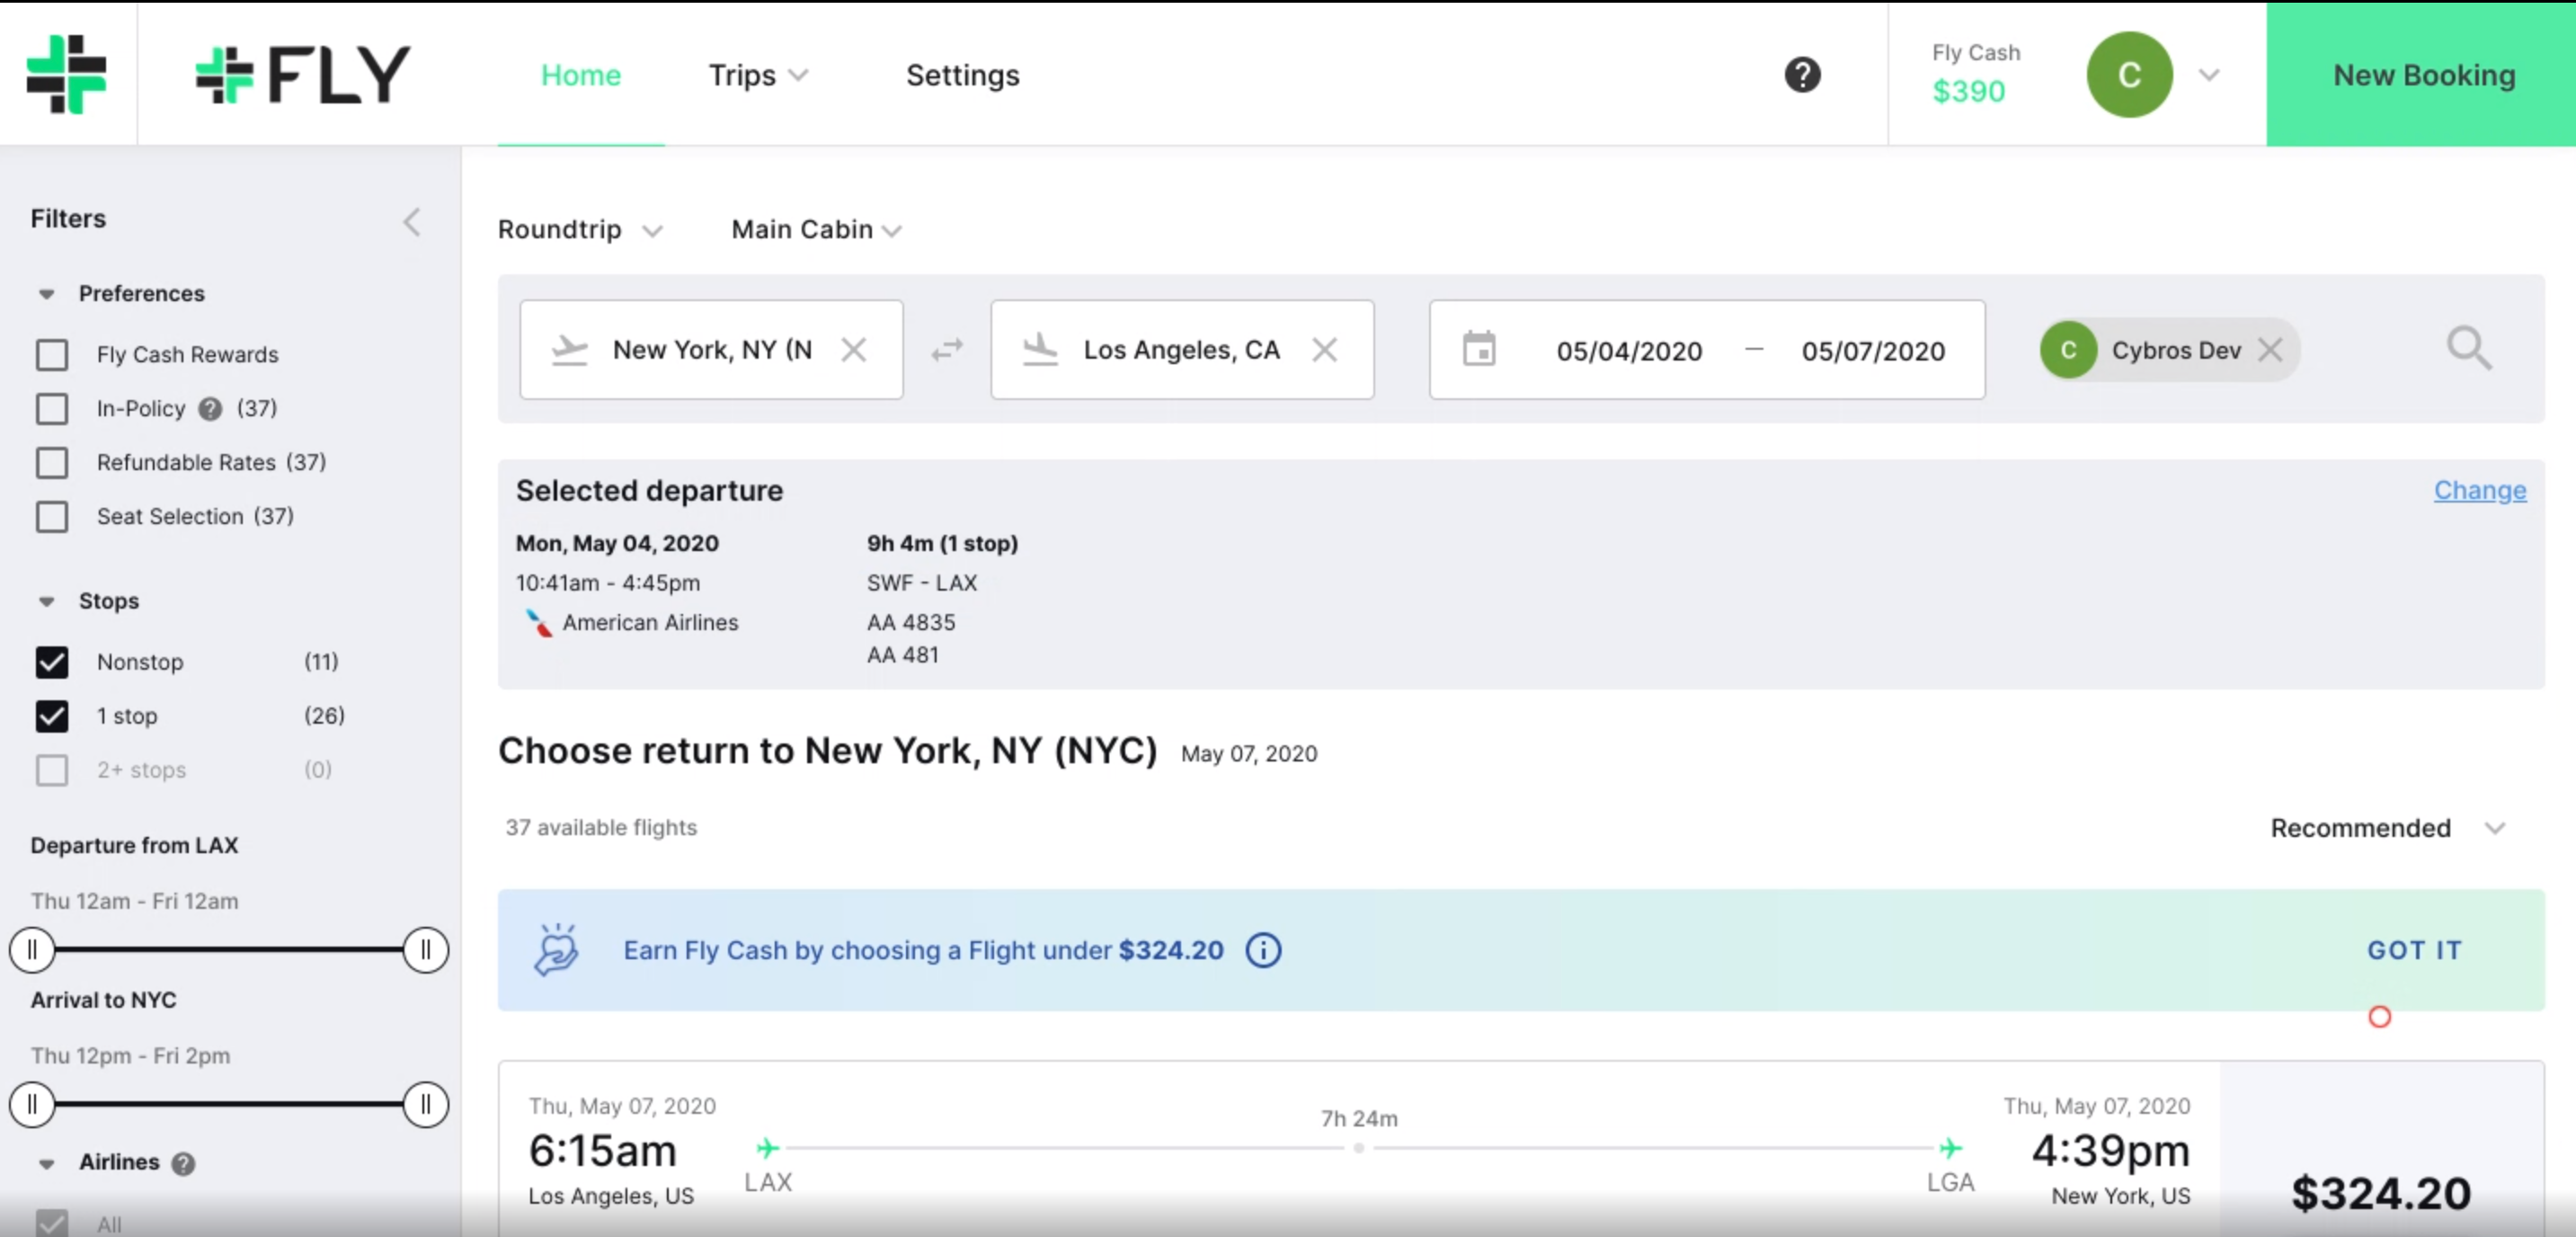 FLY
Home
Trips
Settings
?
Fly Cash
$390
C
New Booking
Filters
Preferences
Fly Cash Rewards
In-Policy ? (37)
Refundable Rates (37)
Seat Selection (37)
Stops
Nonstop (11)
1 stop (26)
2+ stops (0)
Departure from LAX
Thu 12am - Fri 12am
Arrival to NYC
Thu 12pm - Fri 2pm
Airlines ?
All
Roundtrip
Main Cabin
New York, NY (N
Los Angeles, CA
05/04/2020 – 05/07/2020
C Cybros Dev
Selected departure
Change
Mon, May 04, 2020
9h 4m (1 stop)
10:41am - 4:45pm
SWF - LAX
American Airlines
AA 4835
AA 481
Choose return to New York, NY (NYC) May 07, 2020
37 available flights
Recommended
Earn Fly Cash by choosing a Flight under $324.20
GOT IT
Thu, May 07, 2020
6:15am
Los Angeles, US
LAX
7h 24m
LGA
Thu, May 07, 2020
4:39pm
New York, US
$324.20